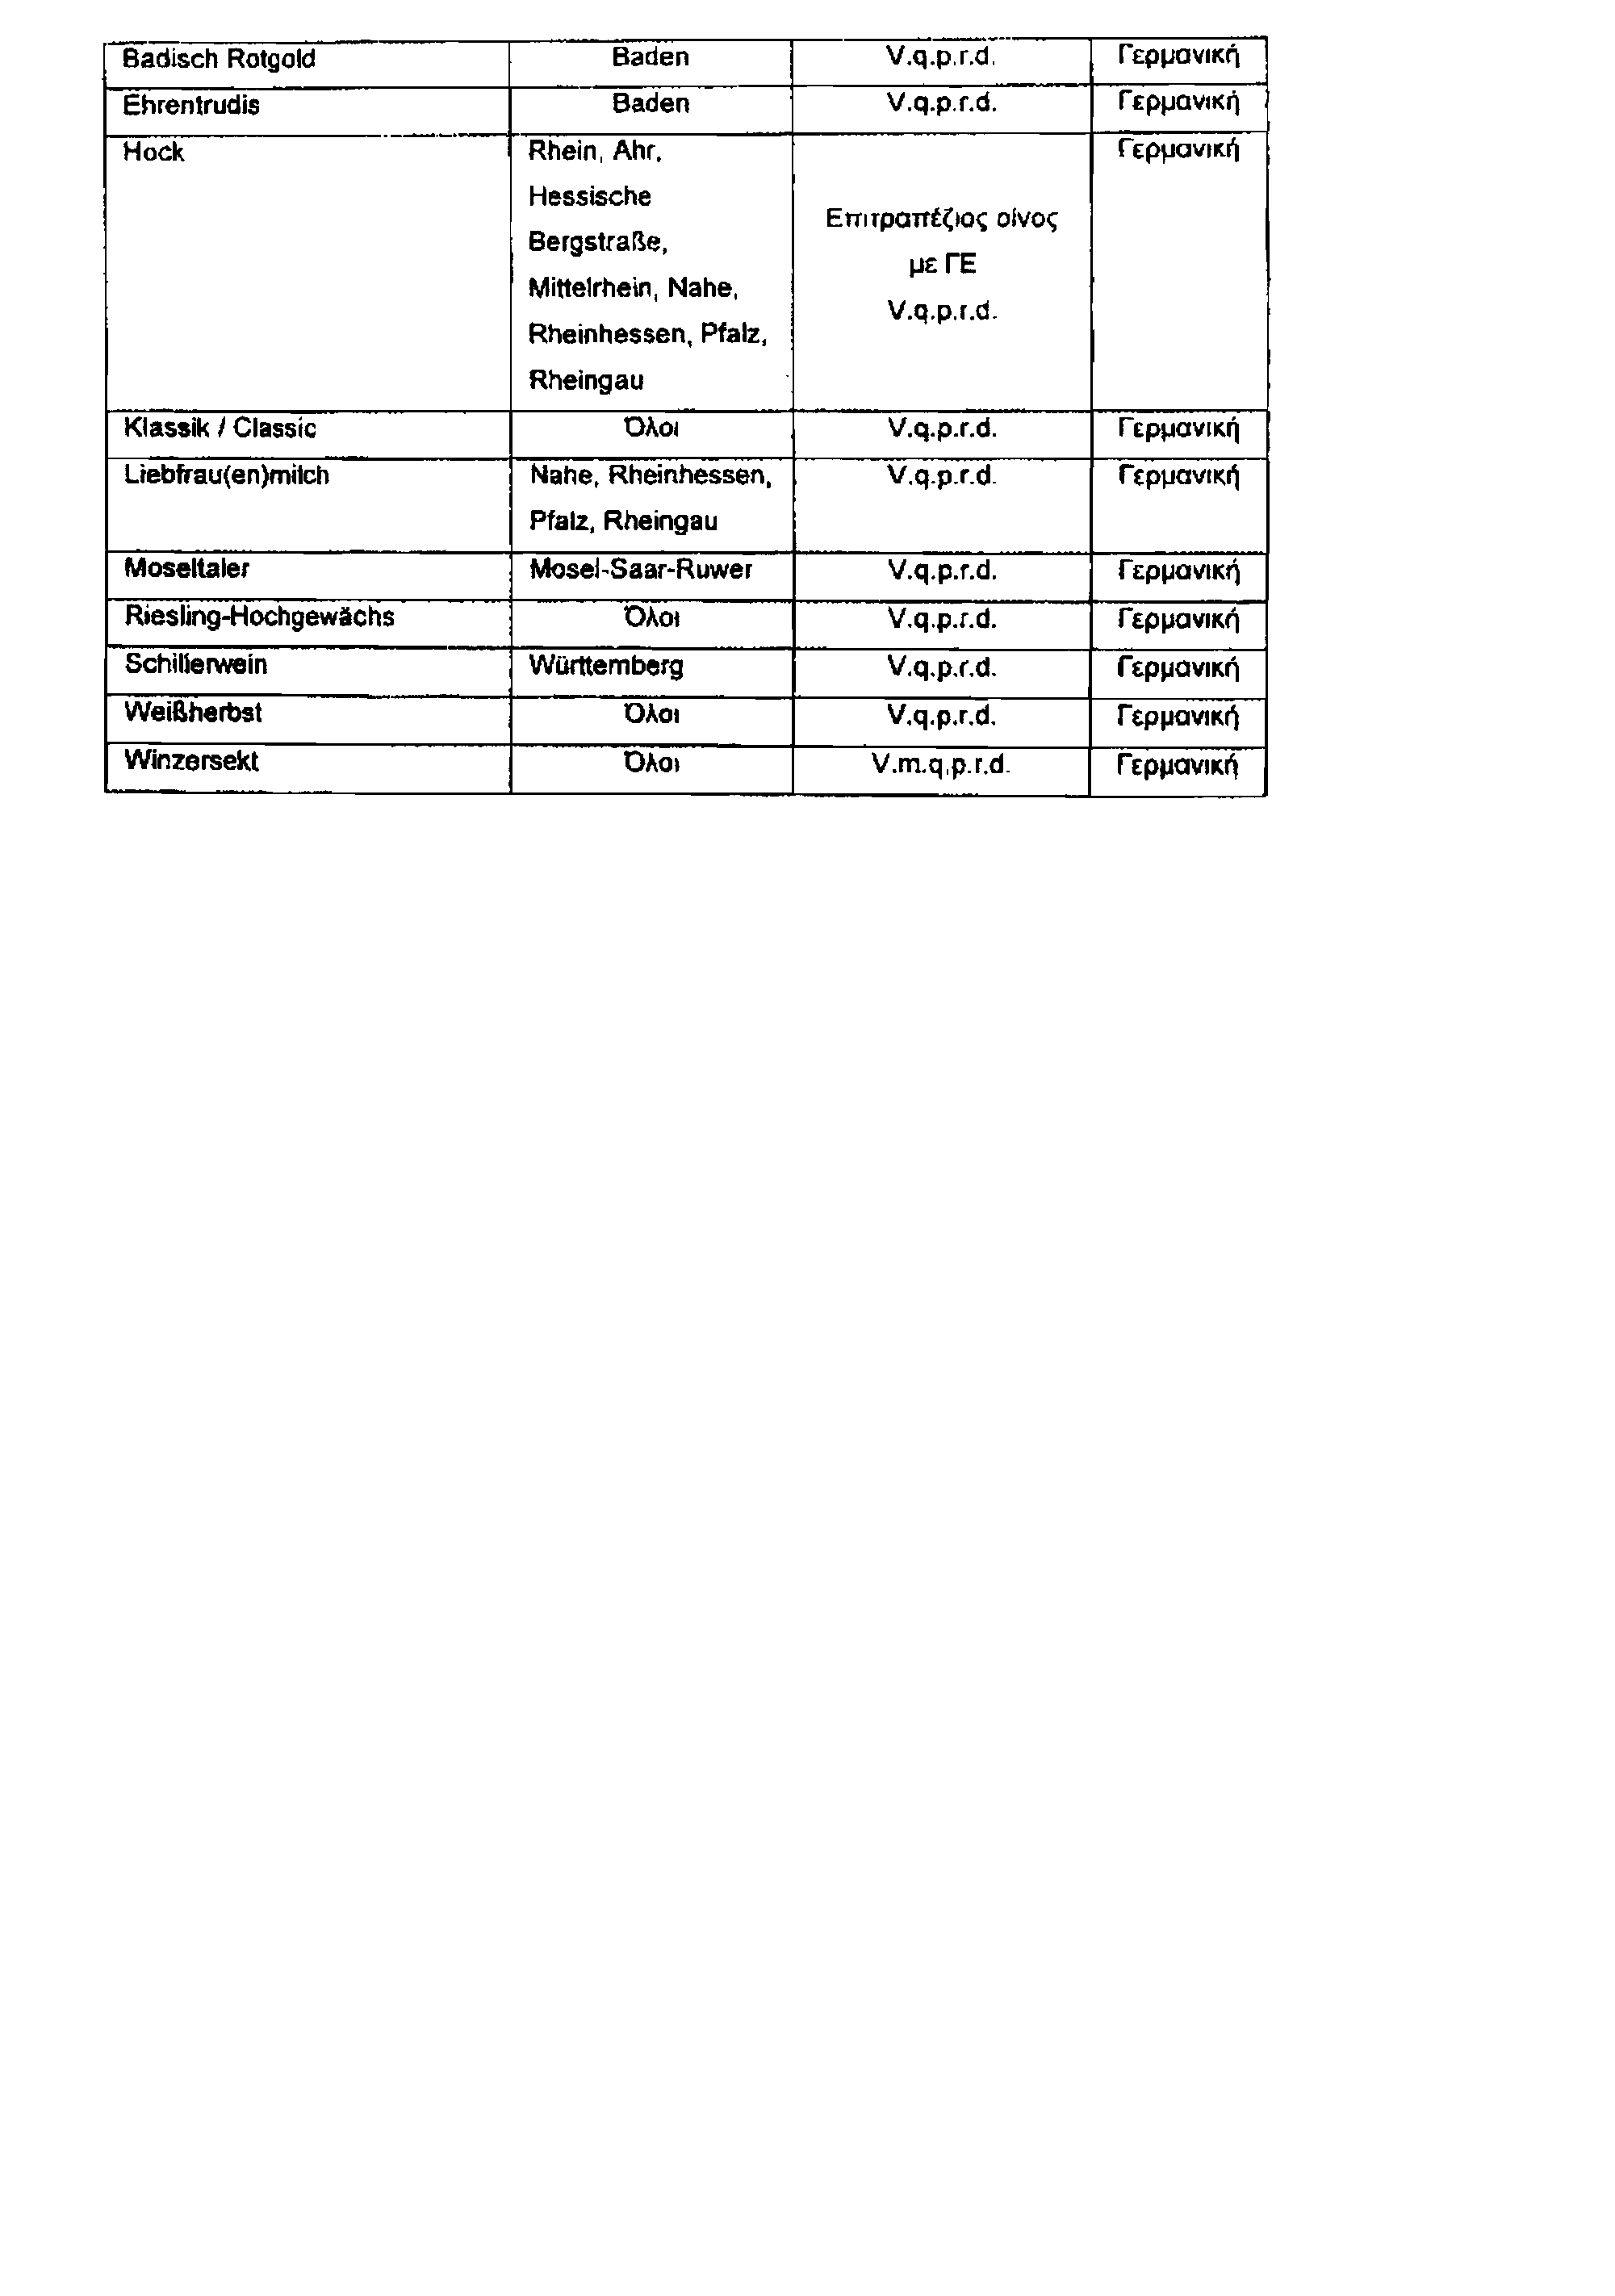 Badisch Rotgold Baden V.q.p.r.d. Γερμανική
Ehrentrudis Baden V.q.p.r.d. Γερμανική
Hock Rhein, Ahr, Γερμανική
Hessische
Επιτραπέζιος οίνος
Bergstraße,
με ΓΕ
Mittelrhein, Nahe,
V.q.p.r.d.
Rheinhessen, Pfalz,
Rheingau
Klassik / Classic Όλοι V.q.p.r.d. Γερμανική
Liebfrau(en)milch Nahe, Rheinhessen, V.q.p.r.d. Γερμανική
Pfalz, Rheingau
Moseltaler Mosel-Saar-Ruwer V.q.p.r.d. Γερμανική
Riesling-Hochgewächs Όλοι V.q.p.r.d. Γερμανική
Schillerwein Württemberg V.q.p.r.d. Γερμανική
Weißherbst Όλοι V.q.p.r.d. Γερμανική
Winzersekt Όλοι V.m.q.p.r.d. Γερμανική